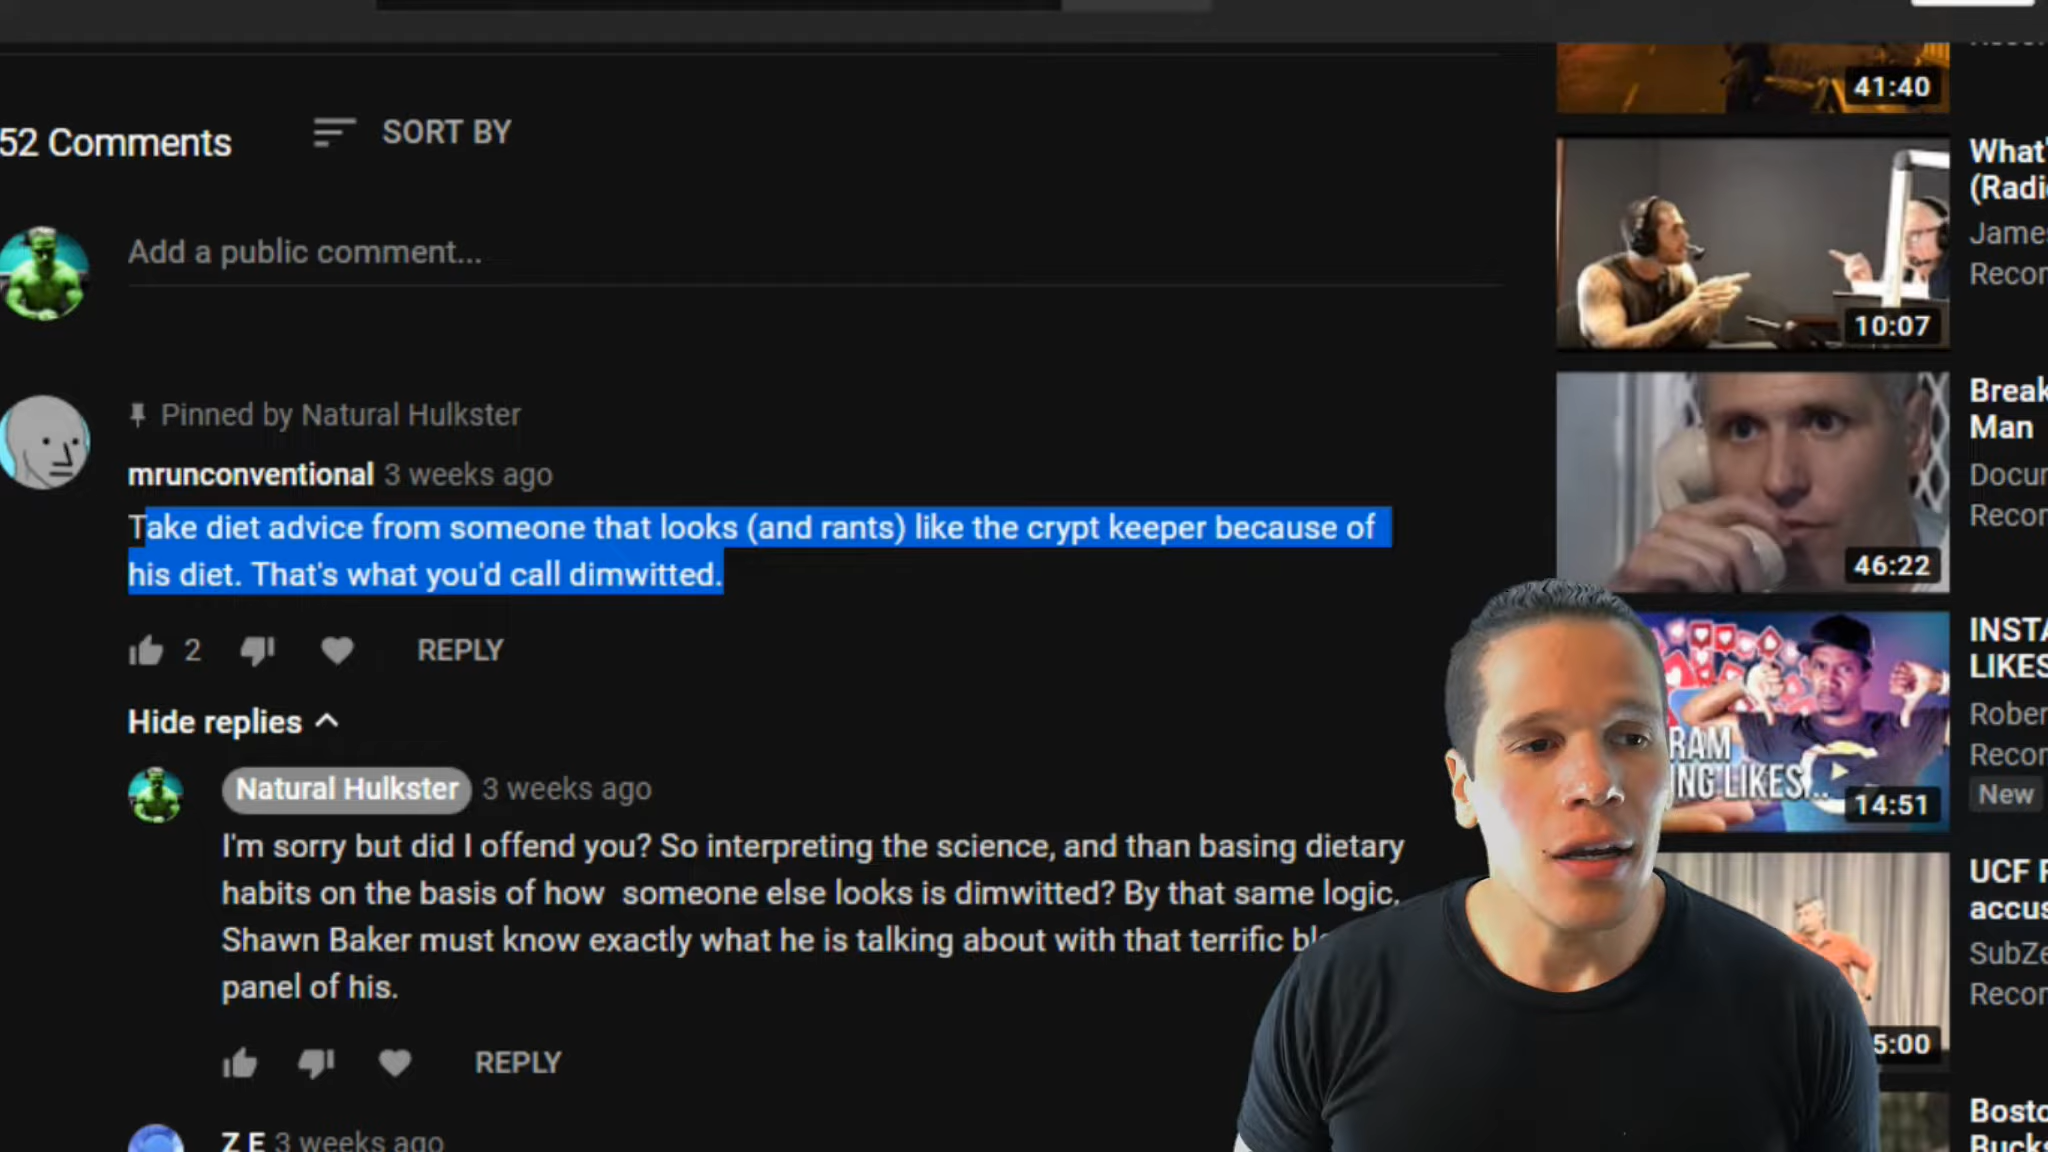 52 Comments
SORT BY
Add a public comment...
Pinned by Natural Hulkster
mrunconventional 3 weeks ago
Take diet advice from someone that looks (and rants) like the crypt keeper because of
his diet. That's what you'd call dimwitted.
2
REPLY
Hide replies
Natural Hulkster 3 weeks ago
I'm sorry but did I offend you? So interpreting the science, and than basing dietary
habits on the basis of how someone else looks is dimwitted? By that same logic,
Shawn Baker must know exactly what he is talking about with that terrific
panel of his.
REPLY
Z E 3 weeks ago
41:40
What'
(Radi
James
Recor
10:07
Break
Man
Docur
Recor
46:22
INSTA
LIKES
Rober
Recor
New
RAM
NG LIKES...
14:51
UCF F
accus
SubZe
Recor
5:00
Bosto